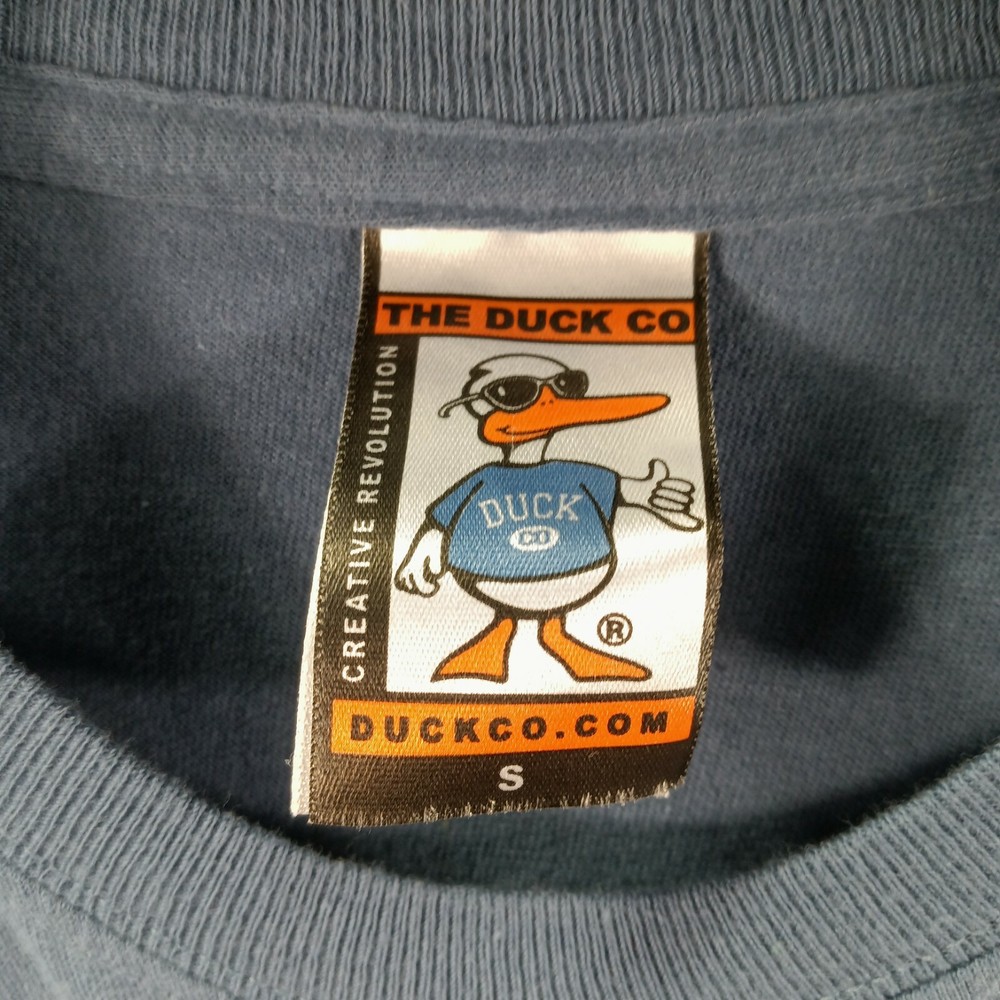 THE DUCK CO
CREATIVE REVOLUTION
DUCK
CO
®
DUCKCO.COM
S